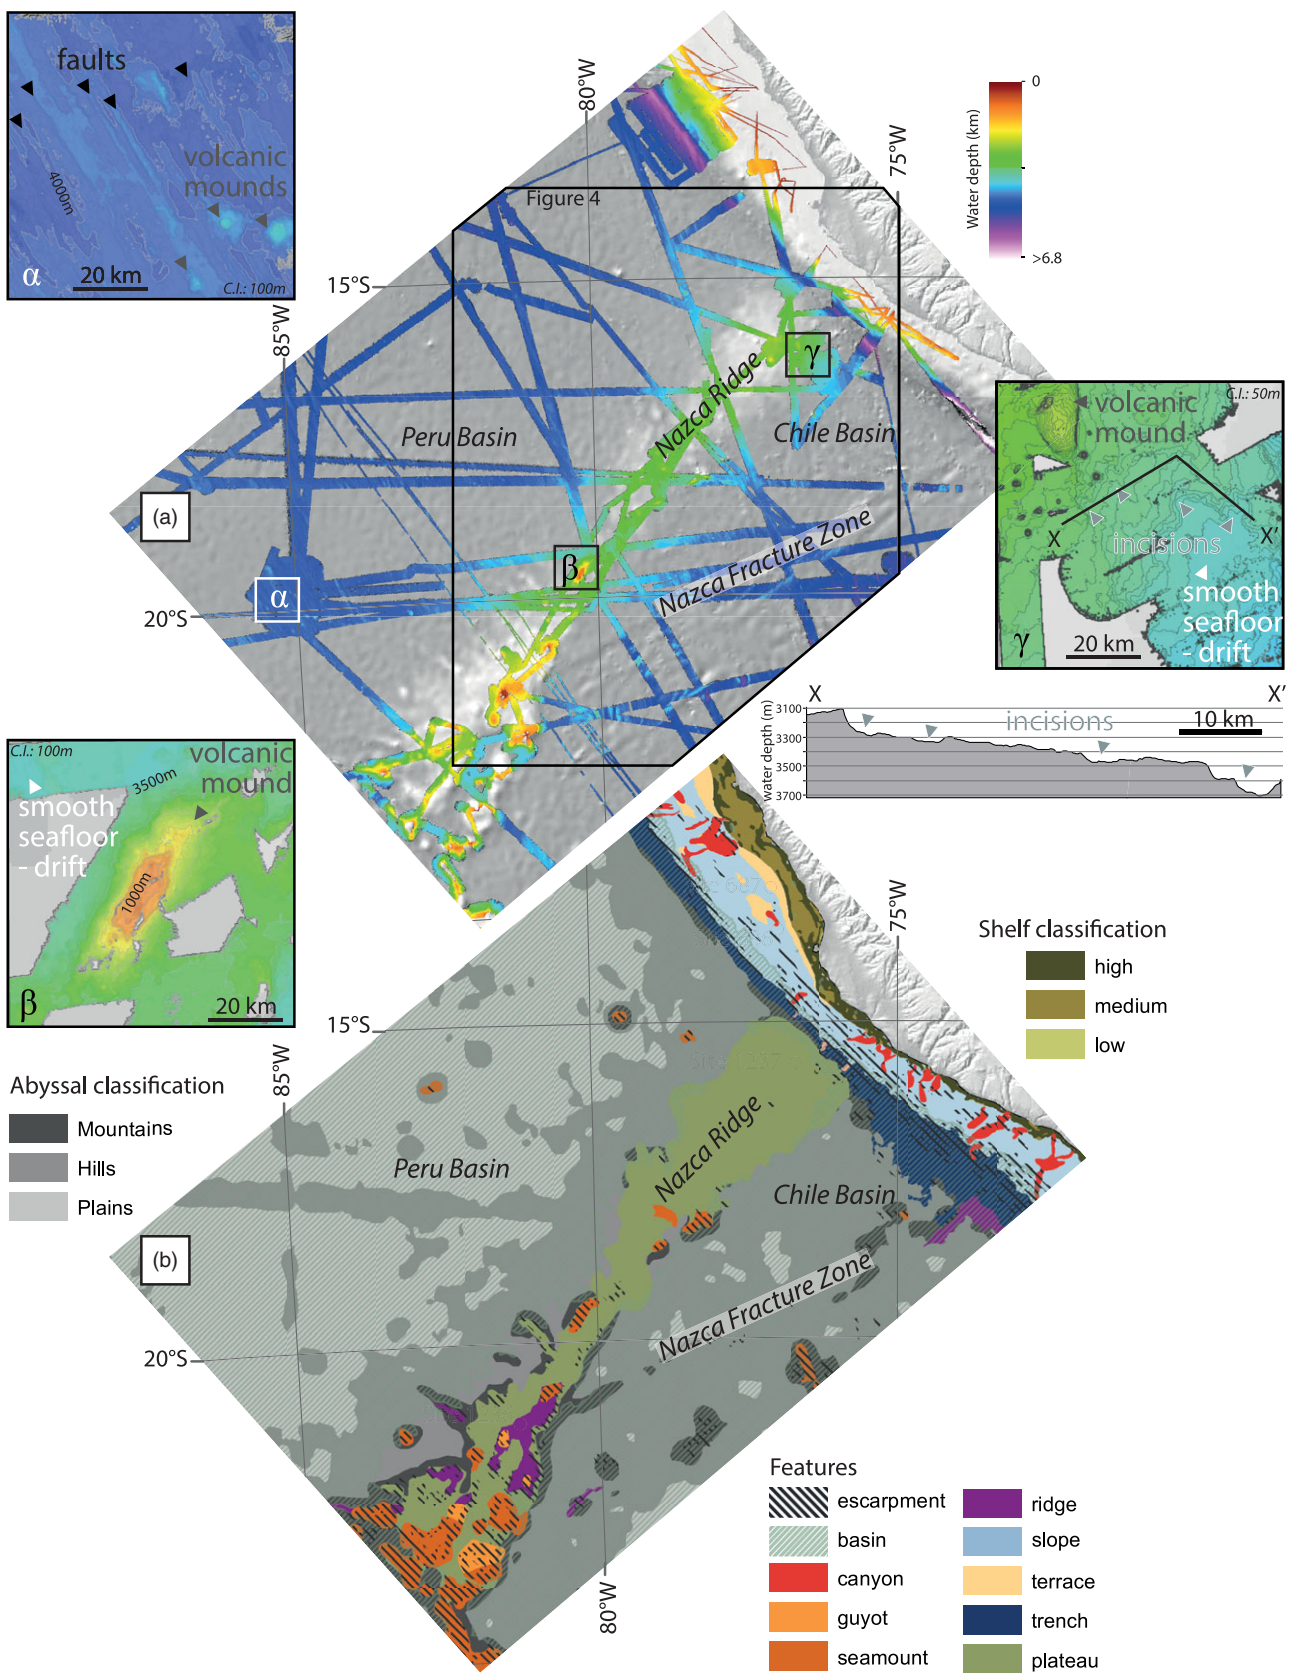 faults
volcanic
mounds
4000m
α
20 km
C.I.: 100m
80°W
75°W
85°W
15°S
20°S
Figure 4
Peru Basin
Nazca Ridge
Chile Basin
Nazca Fracture Zone
(a)
α
β
γ
0
Water depth (km)
>6.8
C.I.: 50m
volcanic
mound
X
X'
incisions
smooth
seafloor
- drift
γ
20 km
X
X'
3100
3300
3500
3700
water depth (m)
incisions
10 km
C.I.: 100m
volcanic
mound
3500m
smooth
seafloor
- drift
1000m
β
20 km
Abyssal classification
Mountains
Hills
Plains
75°W
15°S
85°W
20°S
80°W
Peru Basin
Nazca Ridge
Chile Basin
Nazca Fracture Zone
(b)
Shelf classification
high
medium
low
Features
escarpment
basin
canyon
guyot
seamount
ridge
slope
terrace
trench
plateau